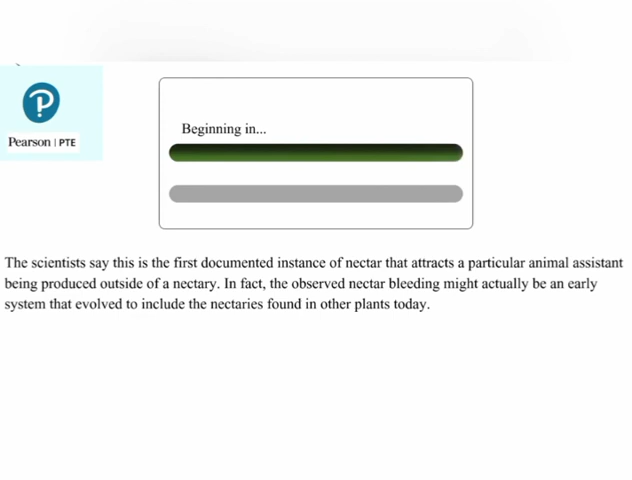 Pearson | PTE
Beginning in...
The scientists say this is the first documented instance of nectar that attracts a particular animal assistant
being produced outside of a nectary. In fact, the observed nectar bleeding might actually be an early
system that evolved to include the nectaries found in other plants today.